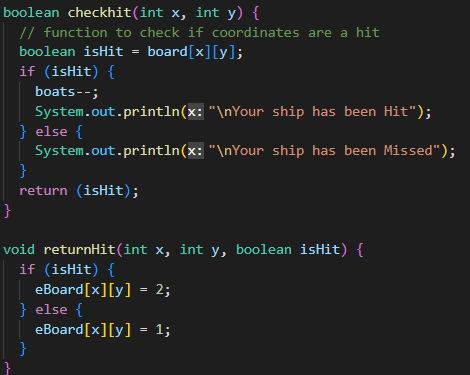 boolean checkhit(int x, int y) {
// function to check if coordinates are a hit
boolean isHit = board[x][y];
if (isHit) {
boats--;
System.out.println(x: "\nYour ship has been Hit");
} else {
System.out.println(x: "\nYour ship has been Missed");
}
return (isHit);
}
void returnHit(int x, int y, boolean isHit) {
if (isHit) {
eBoard[x][y] = 2;
} else {
eBoard[x][y] = 1;
}
}